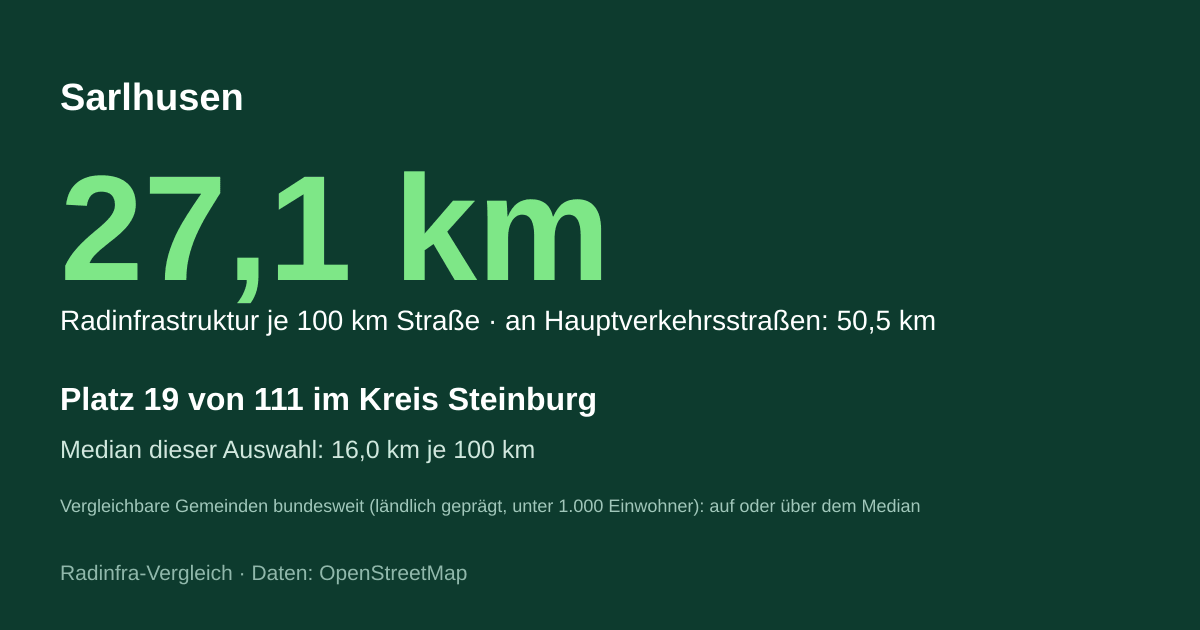 Sarlhusen
27,1 km
Radinfrastruktur je 100 km Straße · an Hauptverkehrsstraßen: 50,5 km
Platz 19 von 111 im Kreis Steinburg
Median dieser Auswahl: 16,0 km je 100 km
Vergleichbare Gemeinden bundesweit (ländlich geprägt, unter 1.000 Einwohner): auf oder über dem Median
Radinfra-Vergleich · Daten: OpenStreetMap